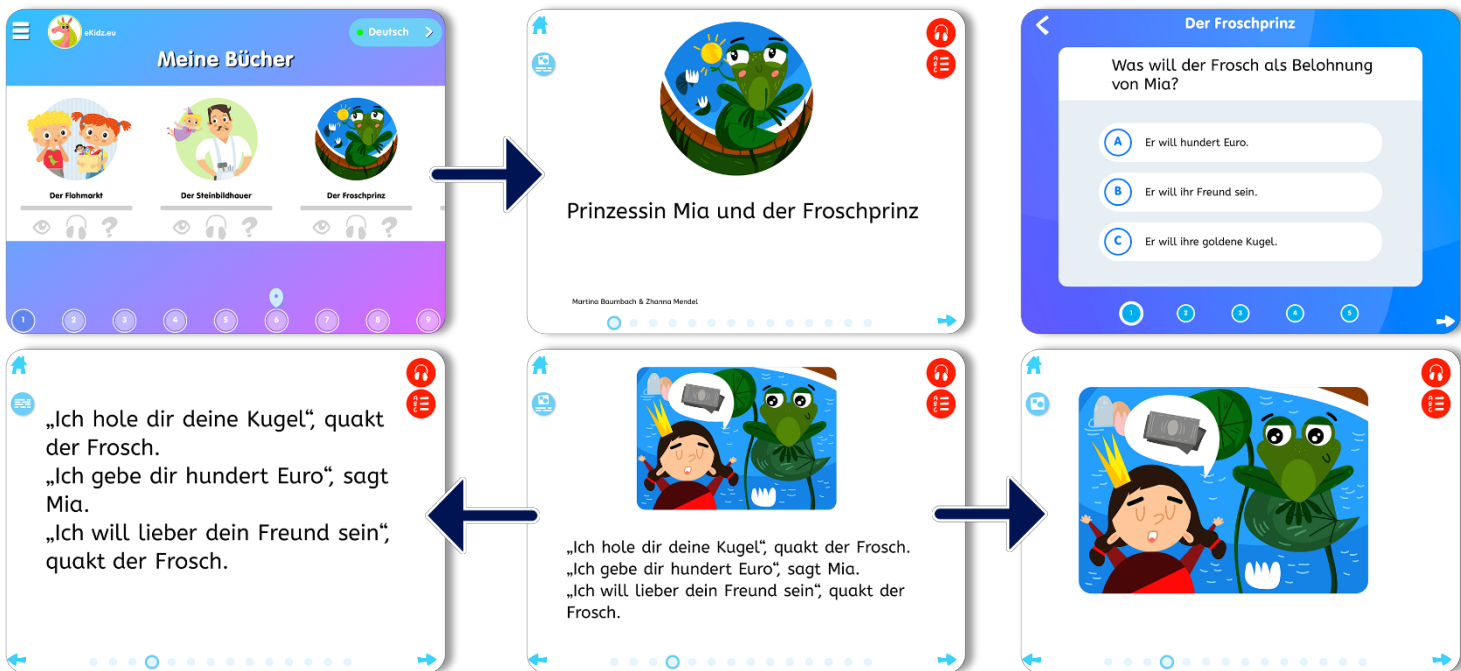 eKidz.eu
Deutsch
Meine Bücher
Der Flohmarkt
Der Steinbildhauer
Der Froschprinz
1 2 3 4 5 6 7 8 9
A
B
C
Prinzessin Mia und der Froschprinz
Martina Baumbach & Zhanna Mendel
Der Froschprinz
Was will der Frosch als Belohnung
von Mia?
A Er will hundert Euro.
B Er will ihr Freund sein.
C Er will ihre goldene Kugel.
1 2 3 4 5
A
B
C
„Ich hole dir deine Kugel“, quakt
der Frosch.
„Ich gebe dir hundert Euro“, sagt
Mia.
„Ich will lieber dein Freund sein“,
quakt der Frosch.
A
B
C
„Ich hole dir deine Kugel“, quakt der Frosch.
„Ich gebe dir hundert Euro“, sagt Mia.
„Ich will lieber dein Freund sein“, quakt der
Frosch.
A
B
C